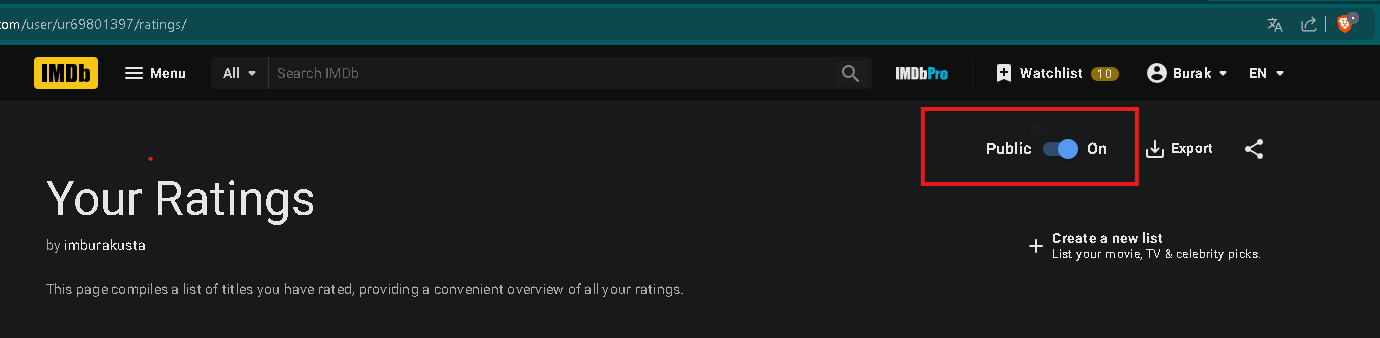 com/user/ur69801397/ratings/
IMDb Menu All Search IMDb IMDbPro Watchlist 10 Burak EN
Public On Export
Your Ratings
by imburakusta
Create a new list
List your movie, TV & celebrity picks.
This page compiles a list of titles you have rated, providing a convenient overview of all your ratings.